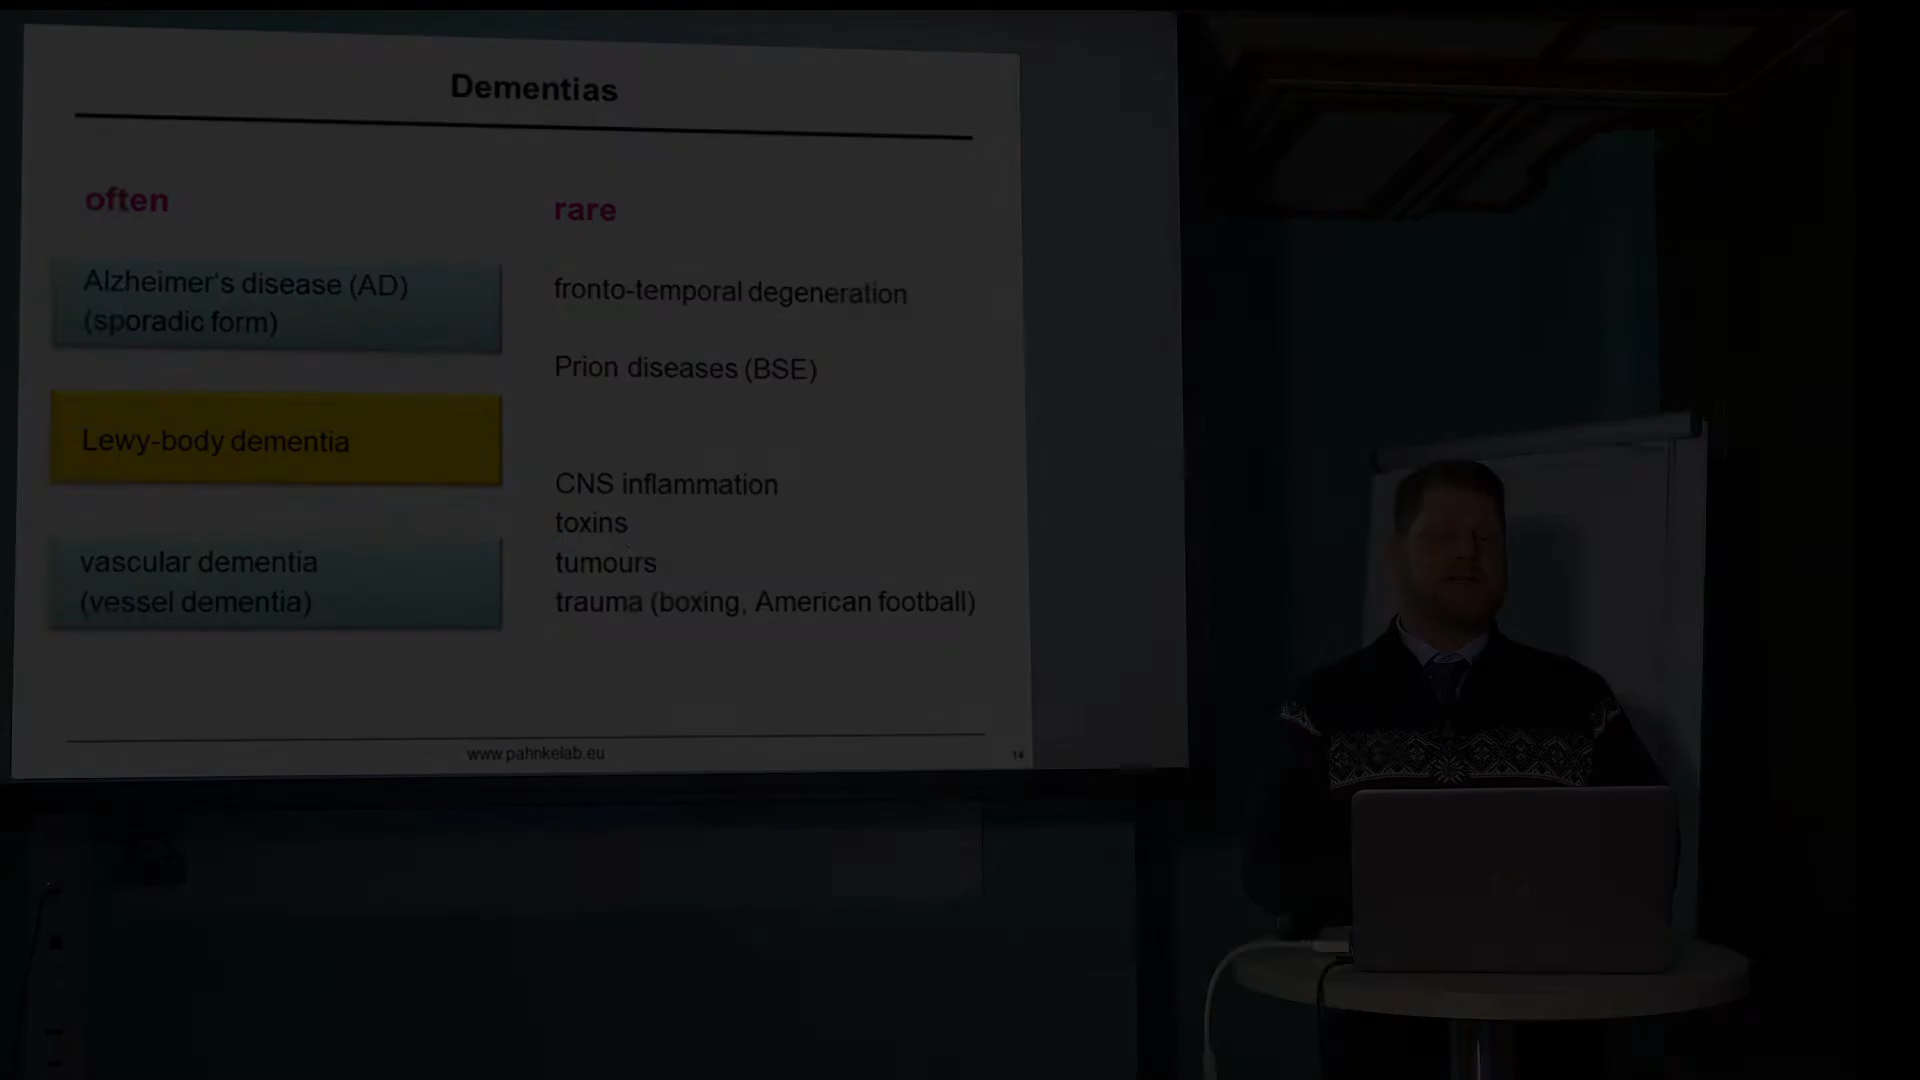 Dementias
often
Alzheimer's disease (AD)
(sporadic form)
Lewy-body dementia
vascular dementia
(vessel dementia)
rare
fronto-temporal degeneration
Prion diseases (BSE)
CNS inflammation
toxins
tumours
trauma (boxing, American football)
www.pahnkelab.eu
14